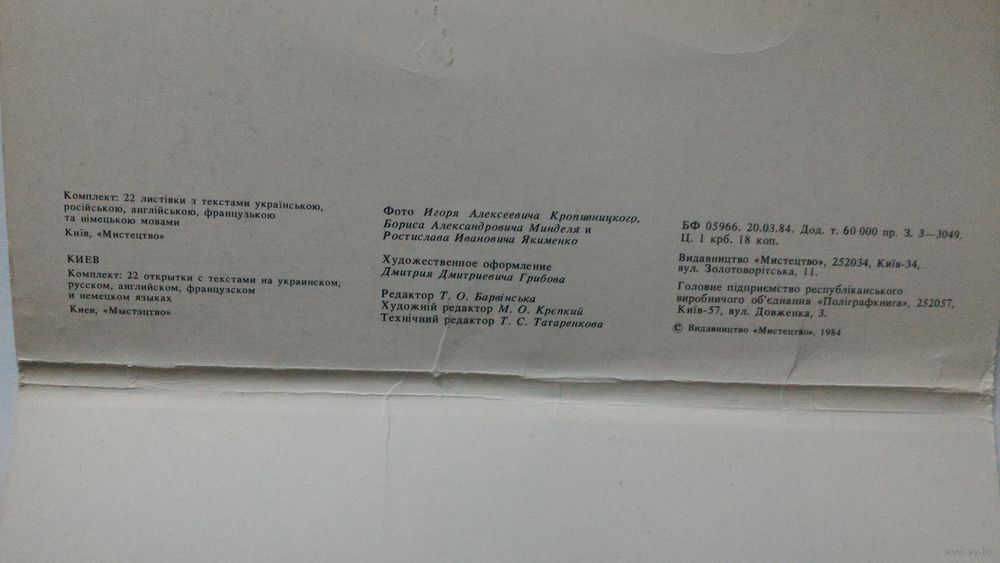 Комплект: 22 листівки з текстами українською,
російською, англійською, французькою
та німецькою мовами
Київ, «Мистецтво»
КИЕВ
Комплект: 22 открытки с текстами на украинском,
русском, английском, французском
и немецком языках
Киев, «Мыстэцтво»
Фото Игоря Алексеевича Кропивницкого,
Бориса Александровича Минделя и
Ростислава Ивановича Якименко
Художественное оформление
Дмитрия Дмитриевича Грибова
Редактор Т. О. Барвінська
Художній редактор М. О. Крєпкий
Технічний редактор Т. С. Татаренкова
БФ 05966. 20.03.84. Дод. т. 60 000 пр. З. 3—3049.
Ц. 1 крб. 18 коп.
Видавництво «Мистецтво», 252034, Київ-34,
вул. Золотоворітська, 11.
Головне підприємство республіканського
виробничого об'єднання «Поліграфкнига». 252057,
Київ-57, вул. Довженка, 3.
© Видавництво «Мистецтво», 1984
www.ay.by